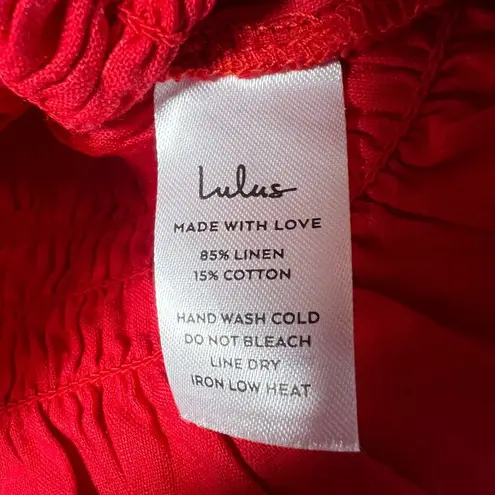 Lulus
MADE WITH LOVE
85% LINEN
15% COTTON
HAND WASH COLD
DO NOT BLEACH
LINE DRY
IRON LOW HEAT